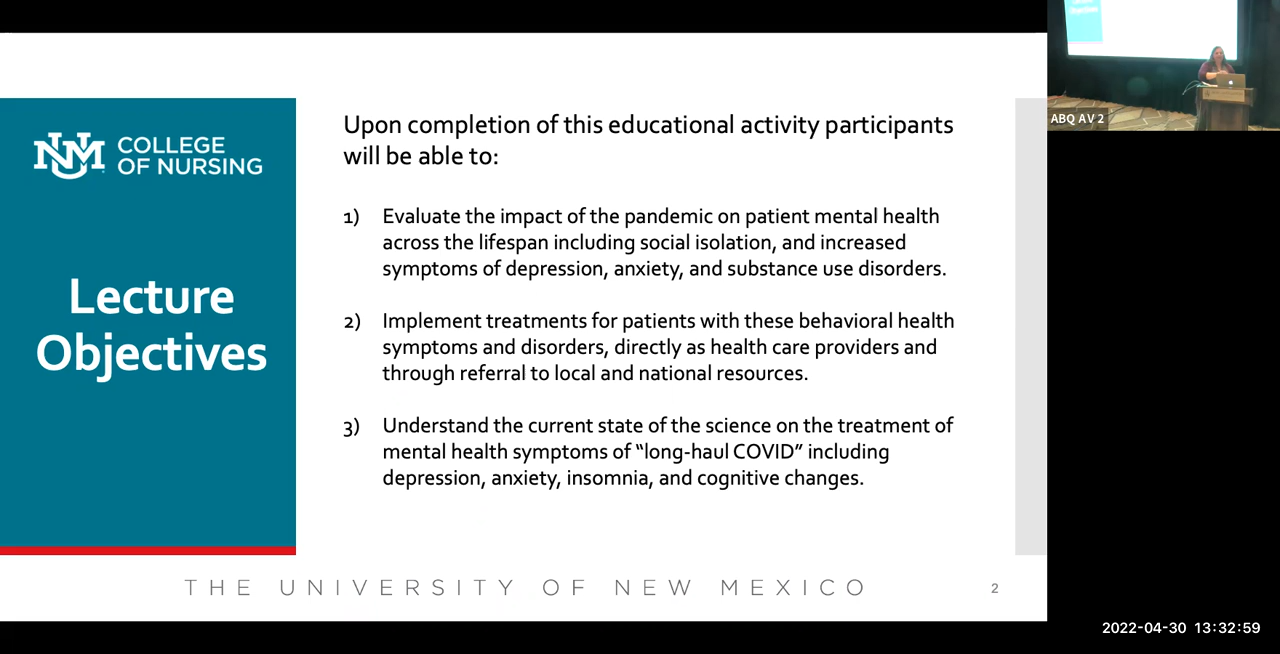 UNM COLLEGE
OF NURSING
Lecture
Objectives
Upon completion of this educational activity participants
will be able to:
1) Evaluate the impact of the pandemic on patient mental health
across the lifespan including social isolation, and increased
symptoms of depression, anxiety, and substance use disorders.
2) Implement treatments for patients with these behavioral health
symptoms and disorders, directly as health care providers and
through referral to local and national resources.
3) Understand the current state of the science on the treatment of
mental health symptoms of “long-haul COVID” including
depression, anxiety, insomnia, and cognitive changes.
THE UNIVERSITY OF NEW MEXICO
2
ABQ AV 2
2022-04-30 13:32:59